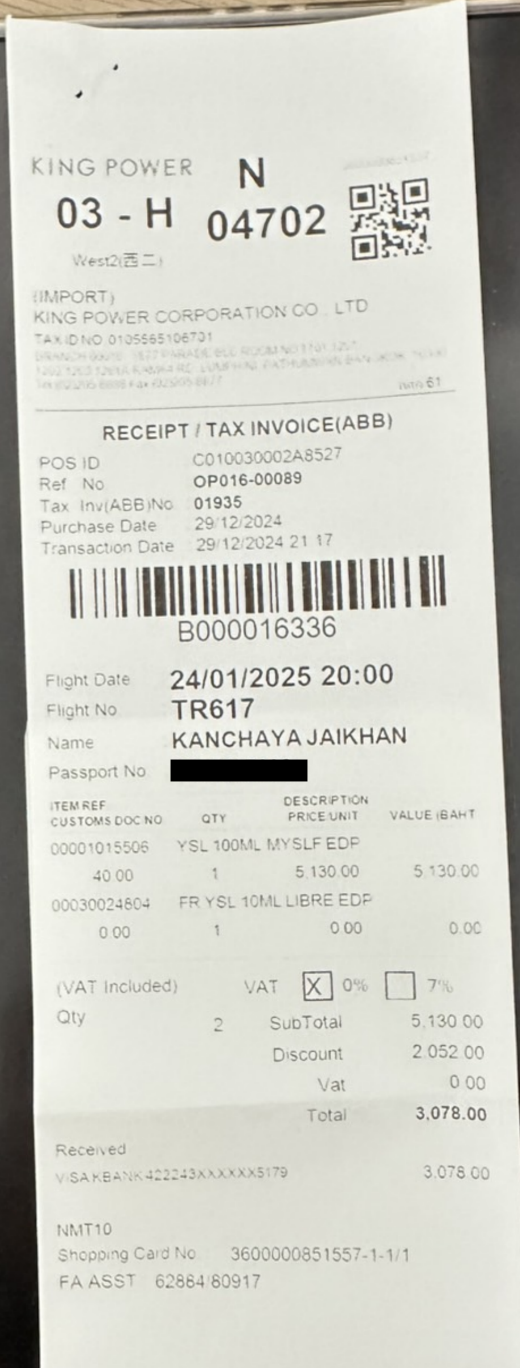 KING POWER N
03 - H 04702
West2(西二)
(IMPORT)
KING POWER CORPORATION CO . LTD
TAX ID NO 0105565106701
61
RECEIPT / TAX INVOICE(ABB)
POS ID C010030002A8527
Ref No OP016-00089
Tax Inv(ABB)No 01935
Purchase Date 29/12/2024
Transaction Date 29/12/2024 21 17
B000016336
Flight Date 24/01/2025 20:00
Flight No TR617
Name KANCHAYA JAIKHAN
Passport No
ITEM REF DESCRIPTION
CUSTOMS DOC NO QTY PRICE/UNIT VALUE (BAHT
00001015506 YSL 100ML MYSLF EDP
40.00 1 5,130.00 5,130.00
00030024804 FR YSL 10ML LIBRE EDP
0.00 1 0.00 0.00
(VAT Included) VAT X 0% 7%
Qty 2 SubTotal 5,130.00
Discount 2,052.00
Vat 0.00
Total 3,078.00
Received
VISA KBANK 422243XXXXXX5179 3,078.00
NMT10
Shopping Card No 3600000851557-1-1/1
FA ASST 62884/80917